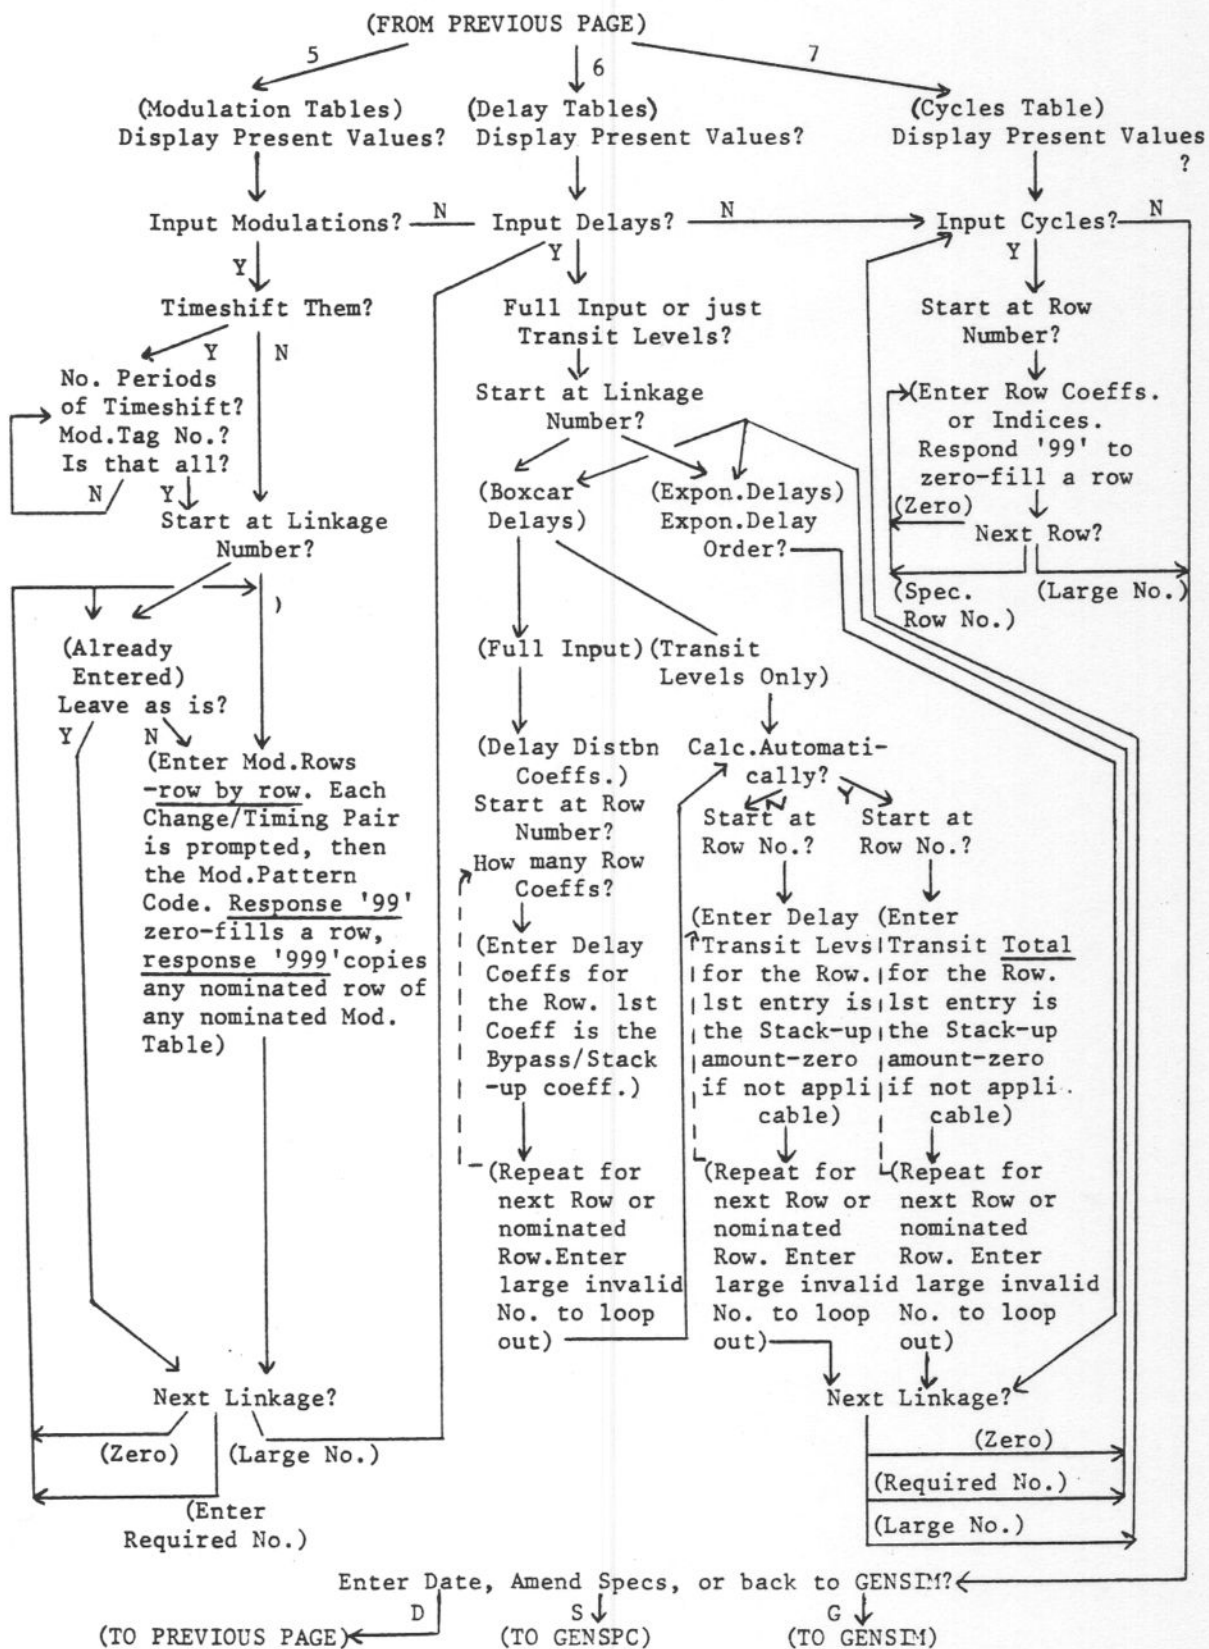 (FROM PREVIOUS PAGE)
5
6
7
(Modulation Tables)
Display Present Values?
(Delay Tables)
Display Present Values?
(Cycles Table)
Display Present Values
?
Input Modulations?
N
Input Delays?
N
Input Cycles?
N
Y
Y
Y
Timeshift Them?
Y
N
No. Periods
of Timeshift?
Mod.Tag No.?
Is that all?
N
Y
Start at Linkage
Number?
(Already
Entered)
Leave as is?
Y
N
(Enter Mod.Rows
-row by row. Each
Change/Timing Pair
is prompted, then
the Mod.Pattern
Code. Response '99'
zero-fills a row,
response '999'copies
any nominated row of
any nominated Mod.
Table)
Next Linkage?
(Zero)
(Large No.)
(Enter
Required No.)
Full Input or just
Transit Levels?
Start at Linkage
Number?
(Boxcar
Delays)
(Expon.Delays)
Expon.Delay
Order?
(Full Input)
(Transit
Levels Only)
(Delay Distbn
Coeffs.)
Start at Row
Number?
How many Row
Coeffs?
(Enter Delay
Coeffs for
the Row. 1st
Coeff is the
Bypass/Stack
-up coeff.)
(Repeat for
next Row or
nominated
Row.Enter
large invalid
No. to loop
out)
Calc.Automati-
cally?
N
Y
Start at
Row No.?
(Enter Delay
Transit Levs
for the Row.
1st entry is
the Stack-up
amount-zero
if not appli
cable)
(Repeat for
next Row or
nominated
Row. Enter
large invalid
No. to loop
out)
Start at
Row No.?
(Enter
Transit Total
for the Row.
1st entry is
the Stack-up
amount-zero
if not appli.
cable)
(Repeat for
next Row or
nominated
Row. Enter
large invalid
No. to loop
out)
Next Linkage?
(Zero)
(Required No.)
(Large No.)
Start at Row
Number?
(Enter Row Coeffs.
or Indices.
Respond '99' to
zero-fill a row
(Zero)
Next Row?
(Spec.
Row No.)
(Large No.)
Enter Date, Amend Specs, or back to GENSIM?
D
S
G
(TO PREVIOUS PAGE)
(TO GENSPC)
(TO GENSIM)